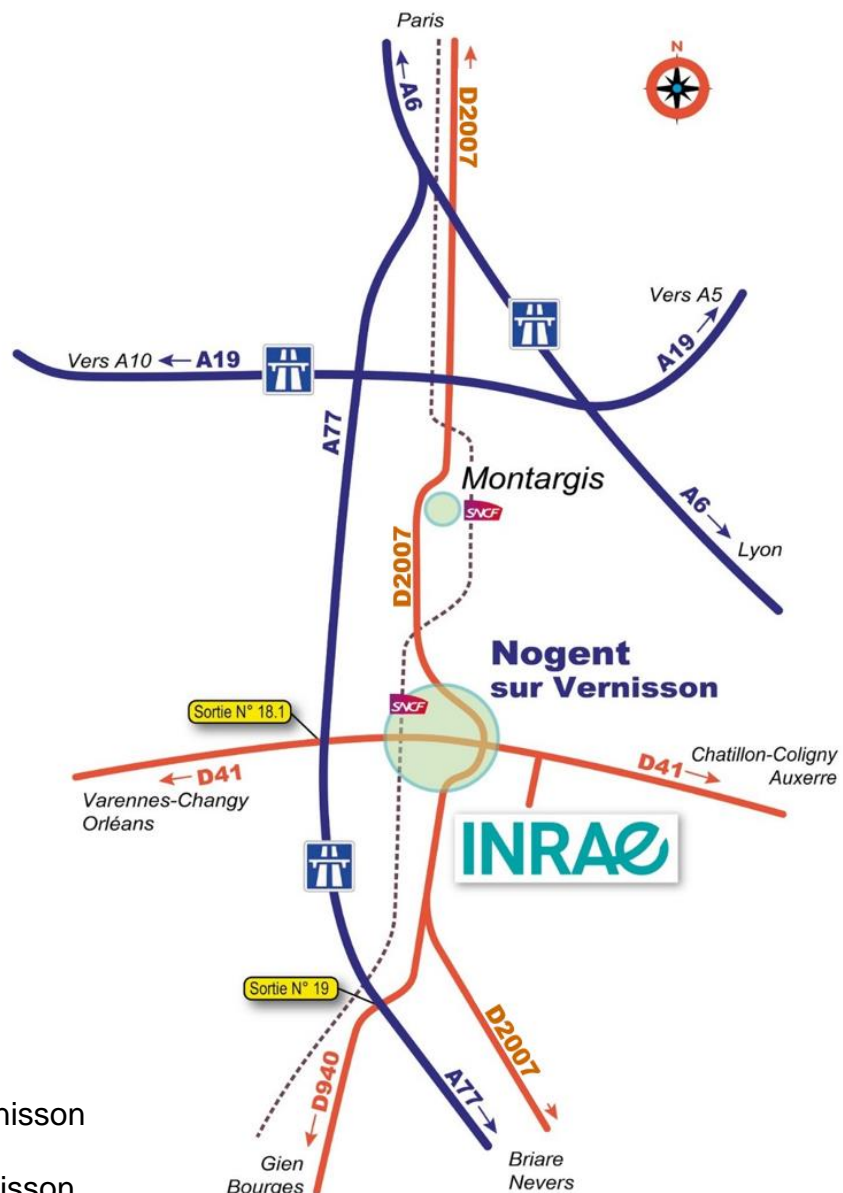 Paris
N
A6
D2007
Vers A5
Vers A10
A19
A19
A77
Montargis
SNCF
A6
Lyon
D2007
Nogent
sur Vernisson
SNCF
Sortie N° 18.1
D41
Varennes-Changy
Orléans
D41
Chatillon-Coligny
Auxerre
INRAE
Sortie N° 19
D2007
D940
A77
nisson
Gien
Bourges
Briare
Nevers
isson